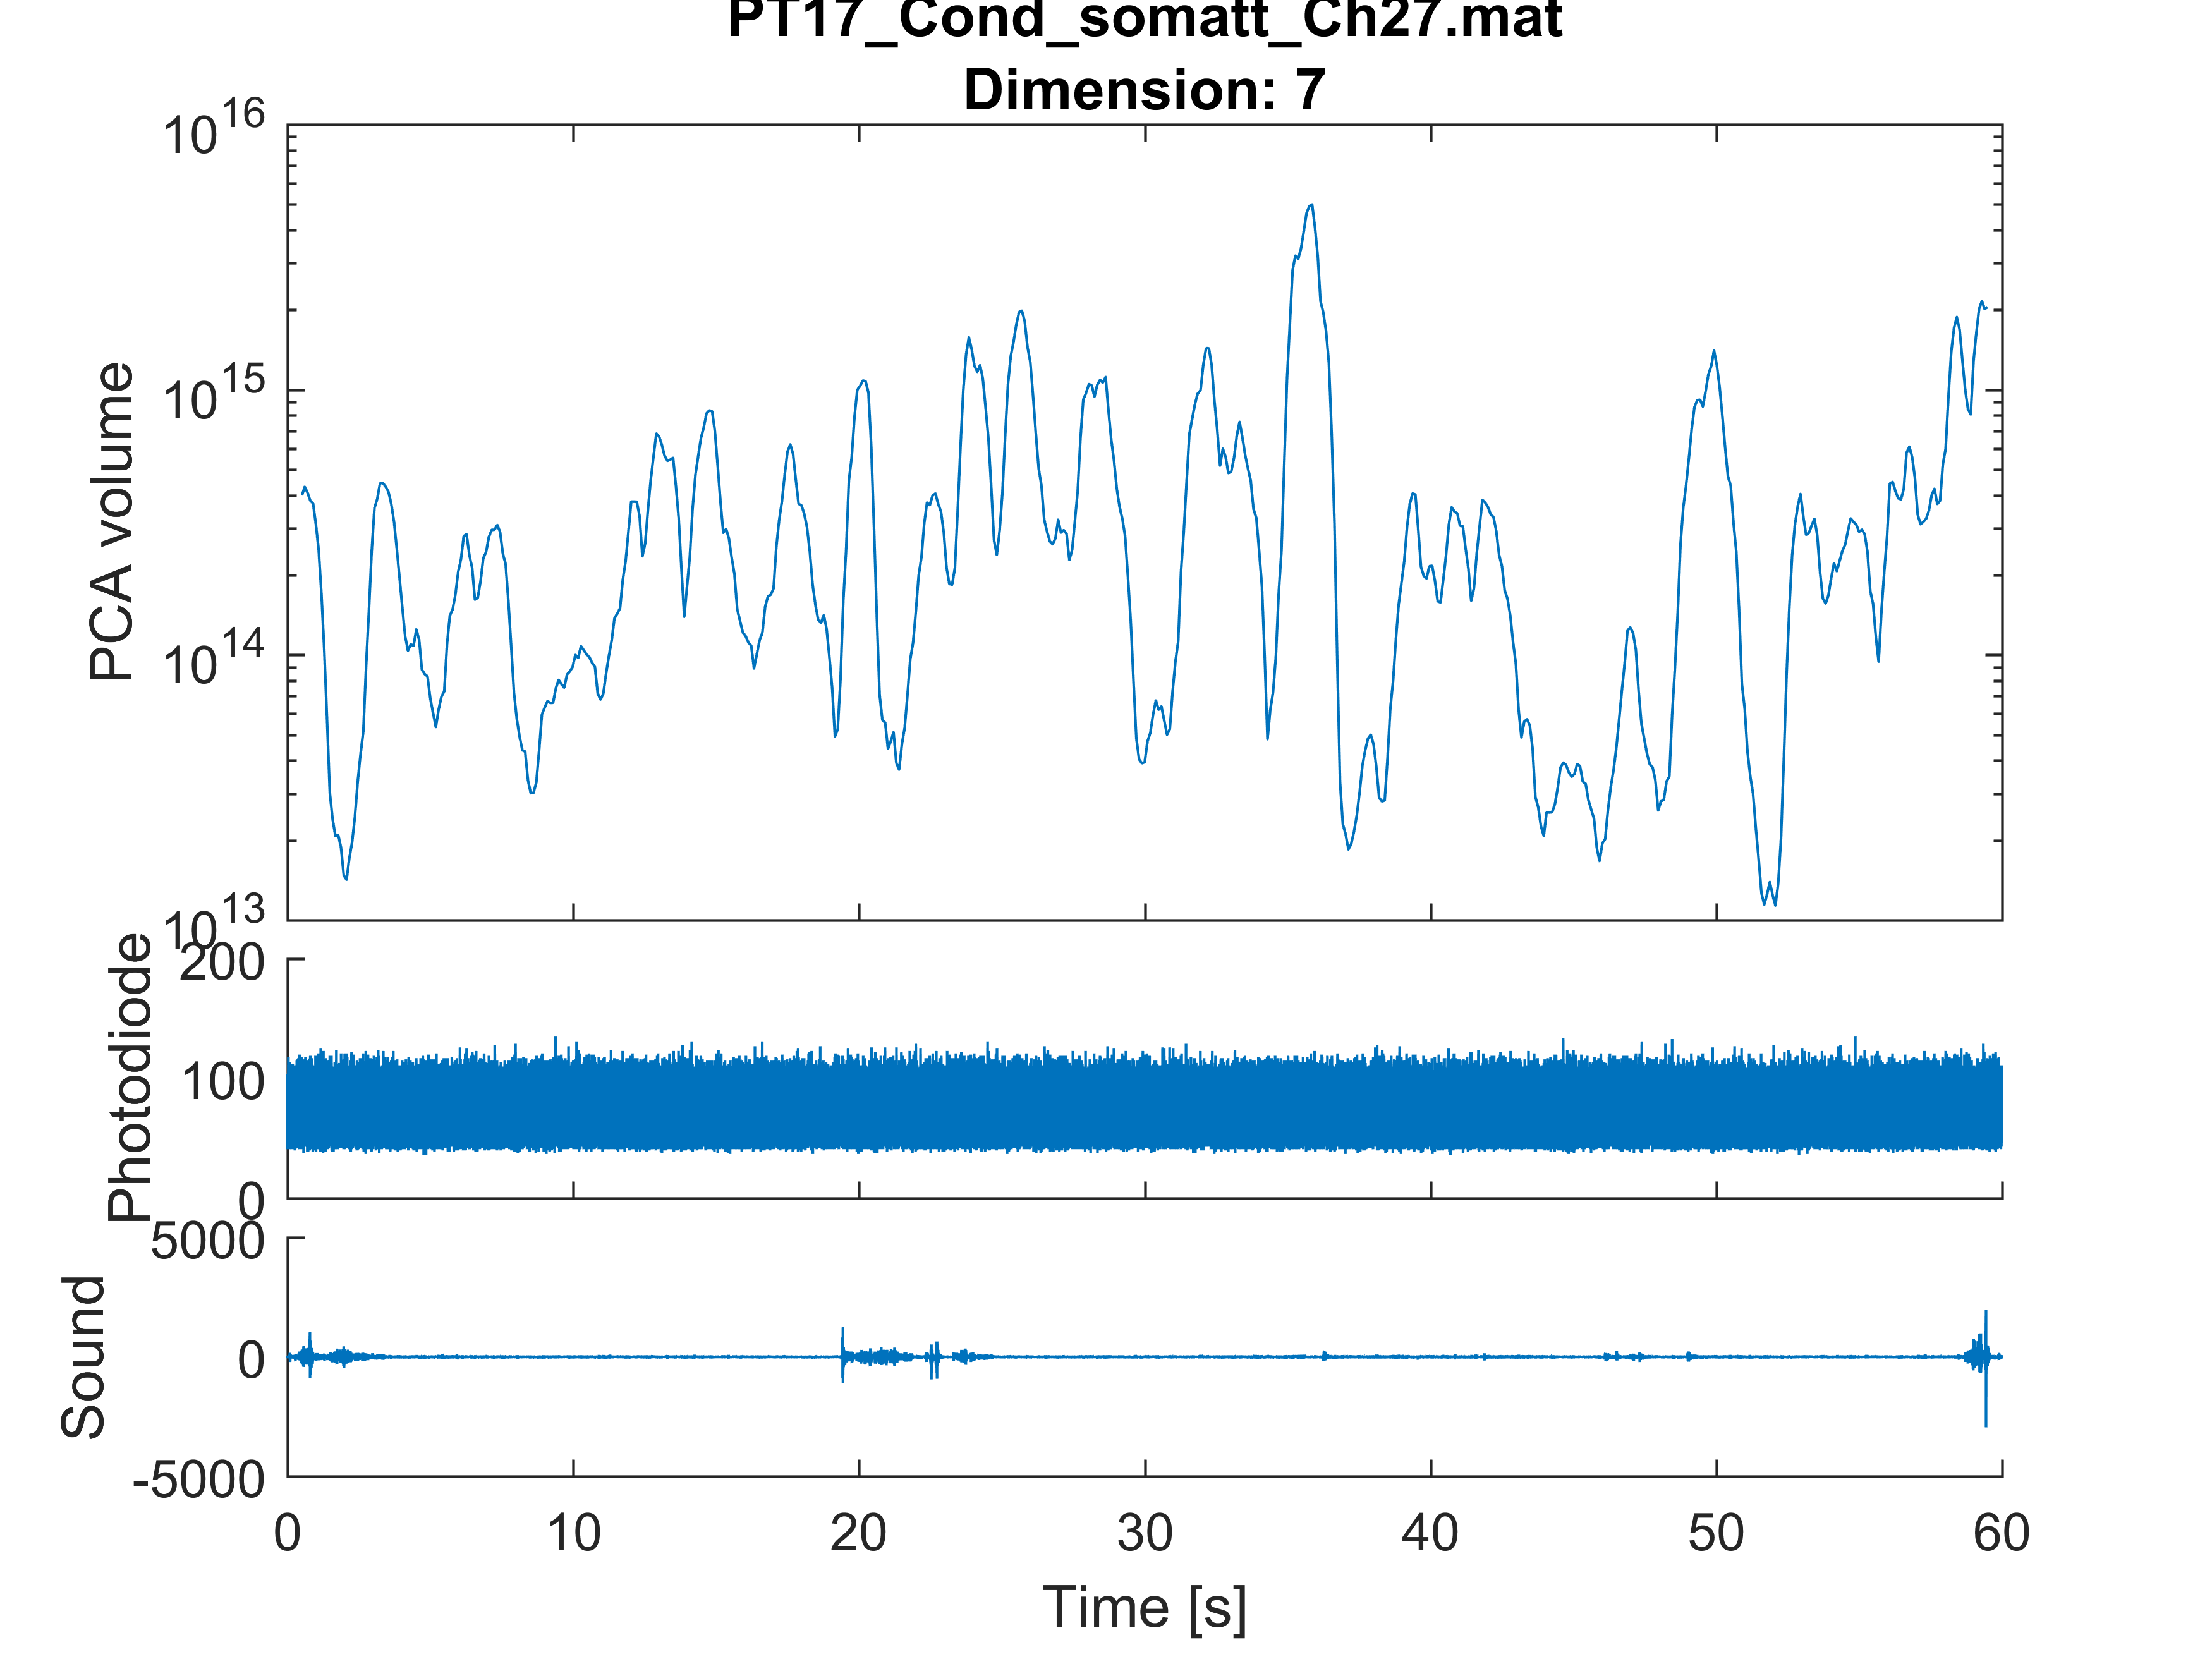 PT17_Cond_somatt_Ch27.mat
Dimension: 7
10^16
10^15
10^14
10^13
PCA volume
200
100
0
Photodiode
5000
0
-5000
Sound
0 10 20 30 40 50 60
Time [s]